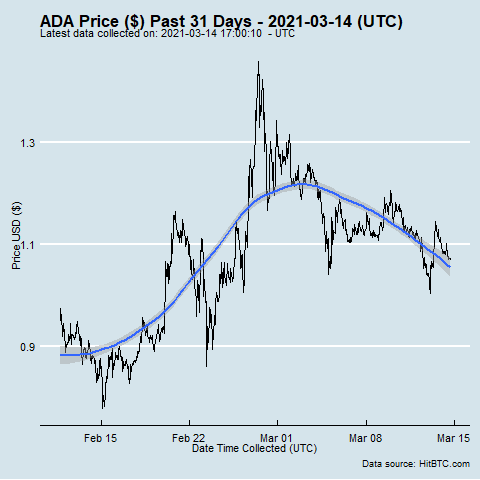 ADA Price ($) Past 31 Days - 2021-03-14 (UTC)
Latest data collected on: 2021-03-14 17:00:10 - UTC
Price USD ($)
1.3
1.1
0.9
Feb 15
Feb 22
Mar 01
Mar 08
Mar 15
Date Time Collected (UTC)
Data source: HitBTC.com